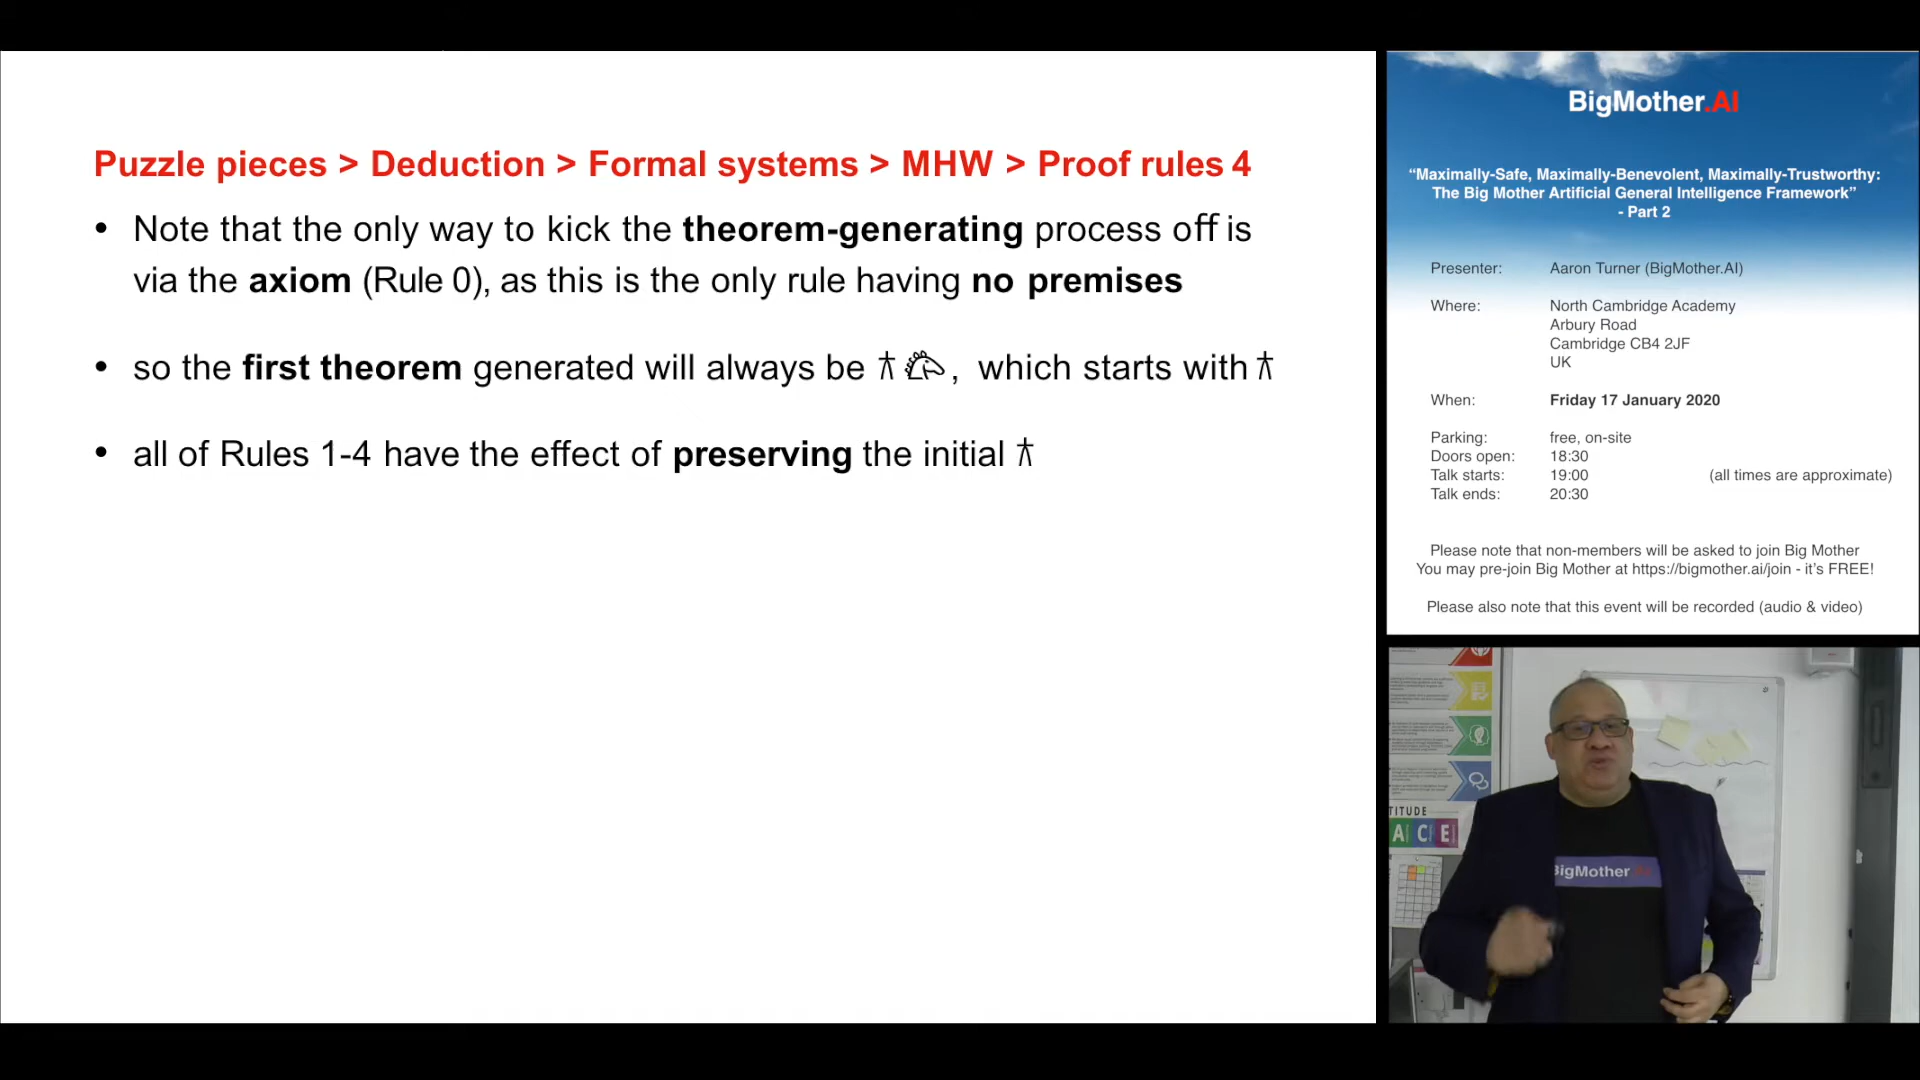 Puzzle pieces > Deduction > Formal systems > MHW > Proof rules 4
• Note that the only way to kick the theorem-generating process off is
via the axiom (Rule 0), as this is the only rule having no premises
• so the first theorem generated will always be , which starts with
• all of Rules 1-4 have the effect of preserving the initial
BigMother.AI
“Maximally-Safe, Maximally-Benevolent, Maximally-Trustworthy:
The Big Mother Artificial General Intelligence Framework”
- Part 2
Presenter: Aaron Turner (BigMother.AI)
Where: North Cambridge Academy
Arbury Road
Cambridge CB4 2JF
UK
When: Friday 17 January 2020
Parking: free, on-site
Doors open: 18:30
Talk starts: 19:00 (all times are approximate)
Talk ends: 20:30
Please note that non-members will be asked to join Big Mother
You may pre-join Big Mother at https://bigmother.ai/join - it’s FREE!
Please also note that this event will be recorded (audio & video)
TITUDE
ACE
BigMother